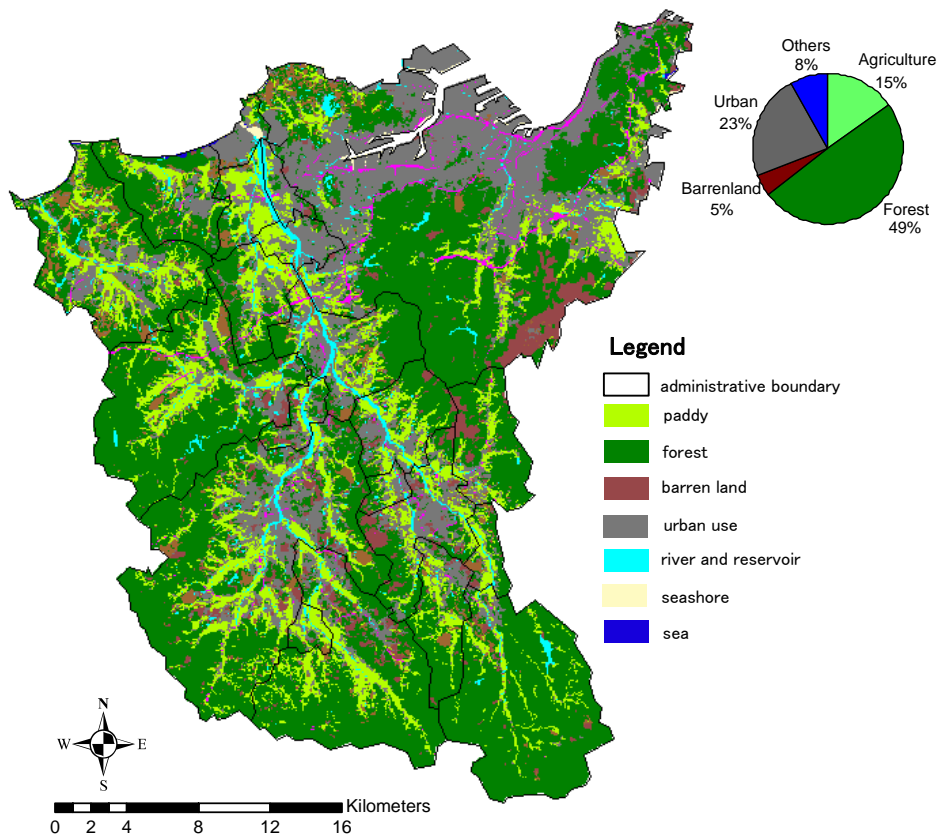 Others
8%
Agriculture
15%
Urban
23%
Barrenland
5%
Forest
49%
Legend
administrative boundary
paddy
forest
barren land
urban use
river and reservoir
seashore
sea
N
W
E
S
Kilometers
0 2 4 8 12 16